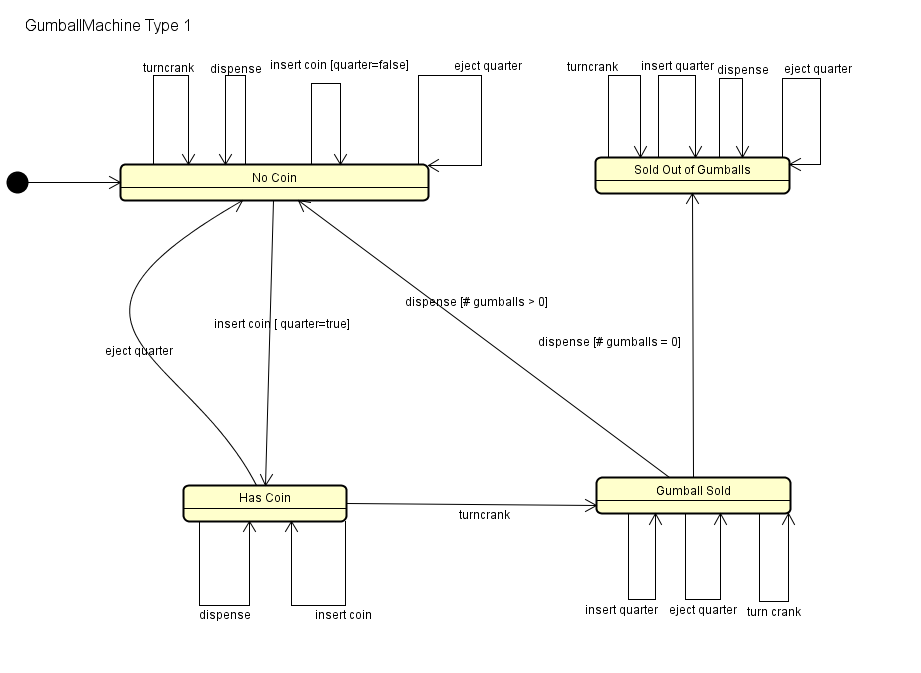 GumballMachine Type 1
turncrank
dispense
insert coin [quarter=false]
eject quarter
turncrank
insert quarter
dispense
eject quarter
No Coin
Sold Out of Gumballs
dispense [# gumballs > 0]
insert coin [ quarter=true]
dispense [# gumballs = 0]
eject quarter
Has Coin
Gumball Sold
turncrank
dispense
insert coin
insert quarter
eject quarter
turn crank